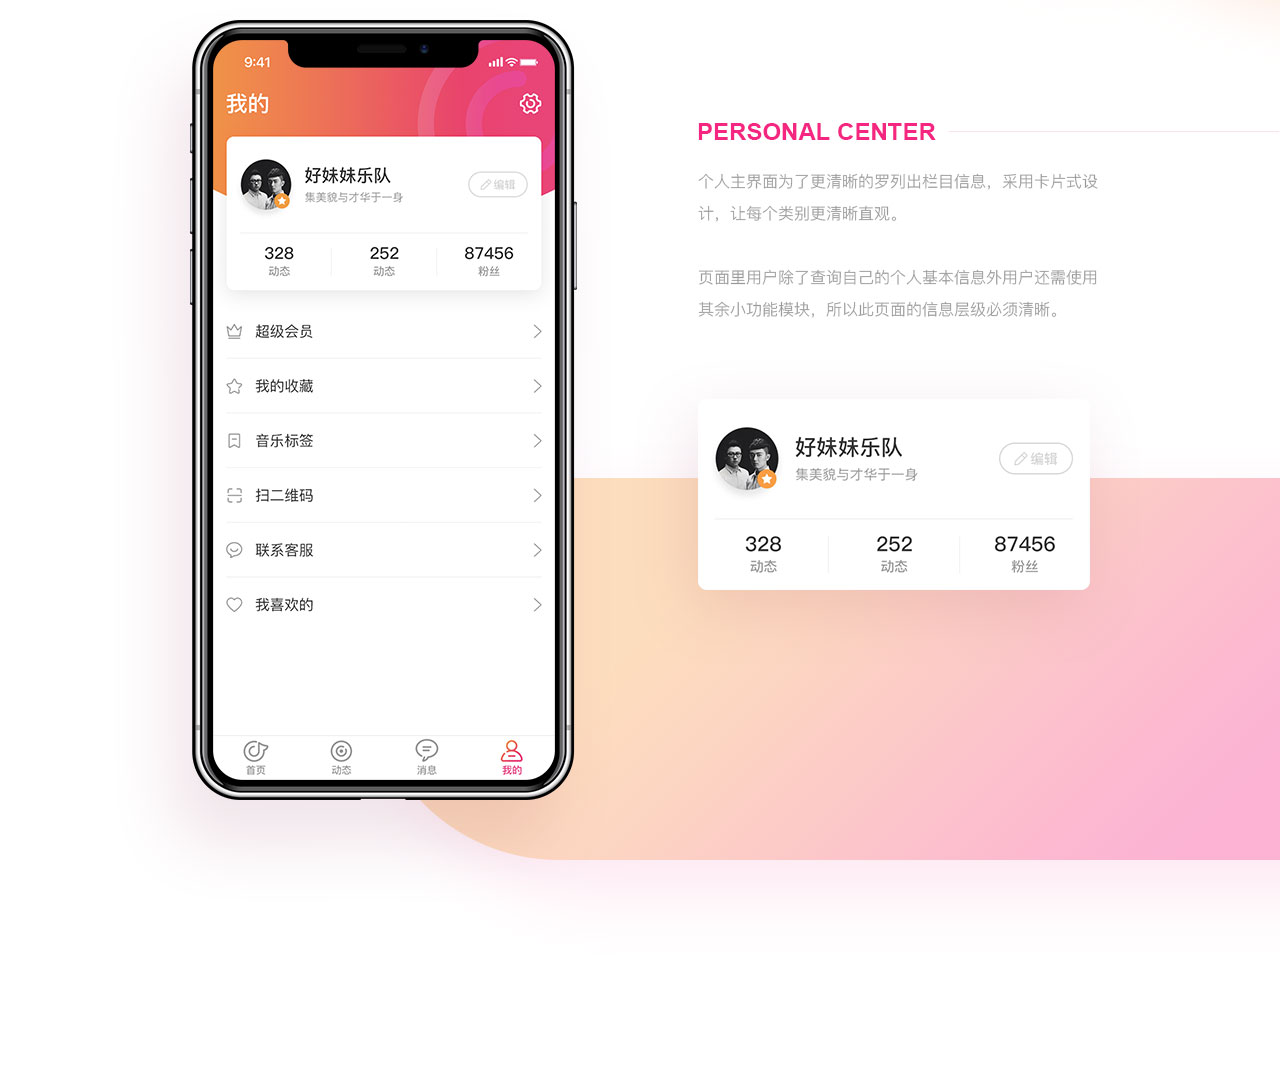 9:41
我的
好妹妹乐队
集美貌与才华于一身
编辑
328
252
87456
动态
动态
粉丝
超级会员
我的收藏
音乐标签
扫二维码
联系客服
我喜欢的
首页
动态
消息
我的
PERSONAL CENTER
个人主界面为了更清晰的罗列出栏目信息，采用卡片式设
计，让每个类别更清晰直观。
页面里用户除了查询自己的个人基本信息外用户还需使用
其余小功能模块，所以此页面的信息层级必须清晰。
好妹妹乐队
集美貌与才华于一身
编辑
328
252
87456
动态
动态
粉丝